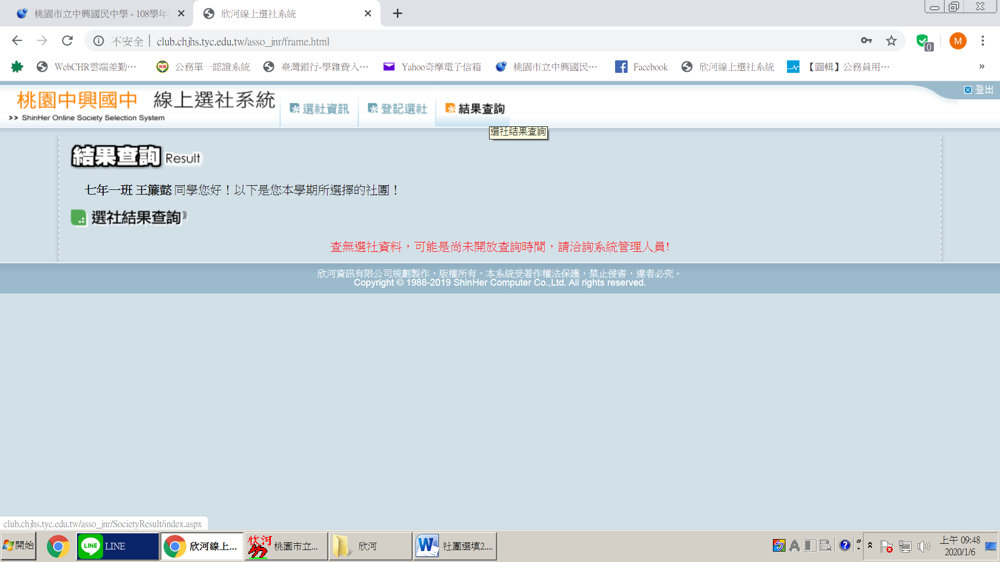 桃園市立中興國民中學 - 108學年
欣河線上選社系統
不安全
club.chjhs.tyc.edu.tw/asso_jnr/frame.html
0
M
WebCHR雲端差勤…
公務單一認證系統
臺灣銀行-學雜費入…
Yahoo奇摩電子信箱
桃園市立中興國民…
Facebook
欣河線上選社系統
【圖輯】公務員用…
»
桃園中興國中 線上選社系統
>> ShinHer Online Society Selection System
選社資訊
登記選社
結果查詢
登出
選社結果查詢
結果查詢 Result
七年一班 王簾懿 同學您好！以下是您本學期所選擇的社團！
選社結果查詢
查無選社資料，可能是尚未開放查詢時間，請洽詢系統管理人員!
欣河資訊有限公司規劃製作，版權所有，本系統受著作權法保護，禁止侵害，違者必究。
Copyright © 1988-2019 ShinHer Computer Co.,Ltd. All rights reserved.
club.chjhs.tyc.edu.tw/asso_jnr/SocietyResult/index.aspx
開始
LINE
LINE
欣河線上...
欣河
桃園市立...
欣河
社團選填2....
上午 09:48
2020/1/6